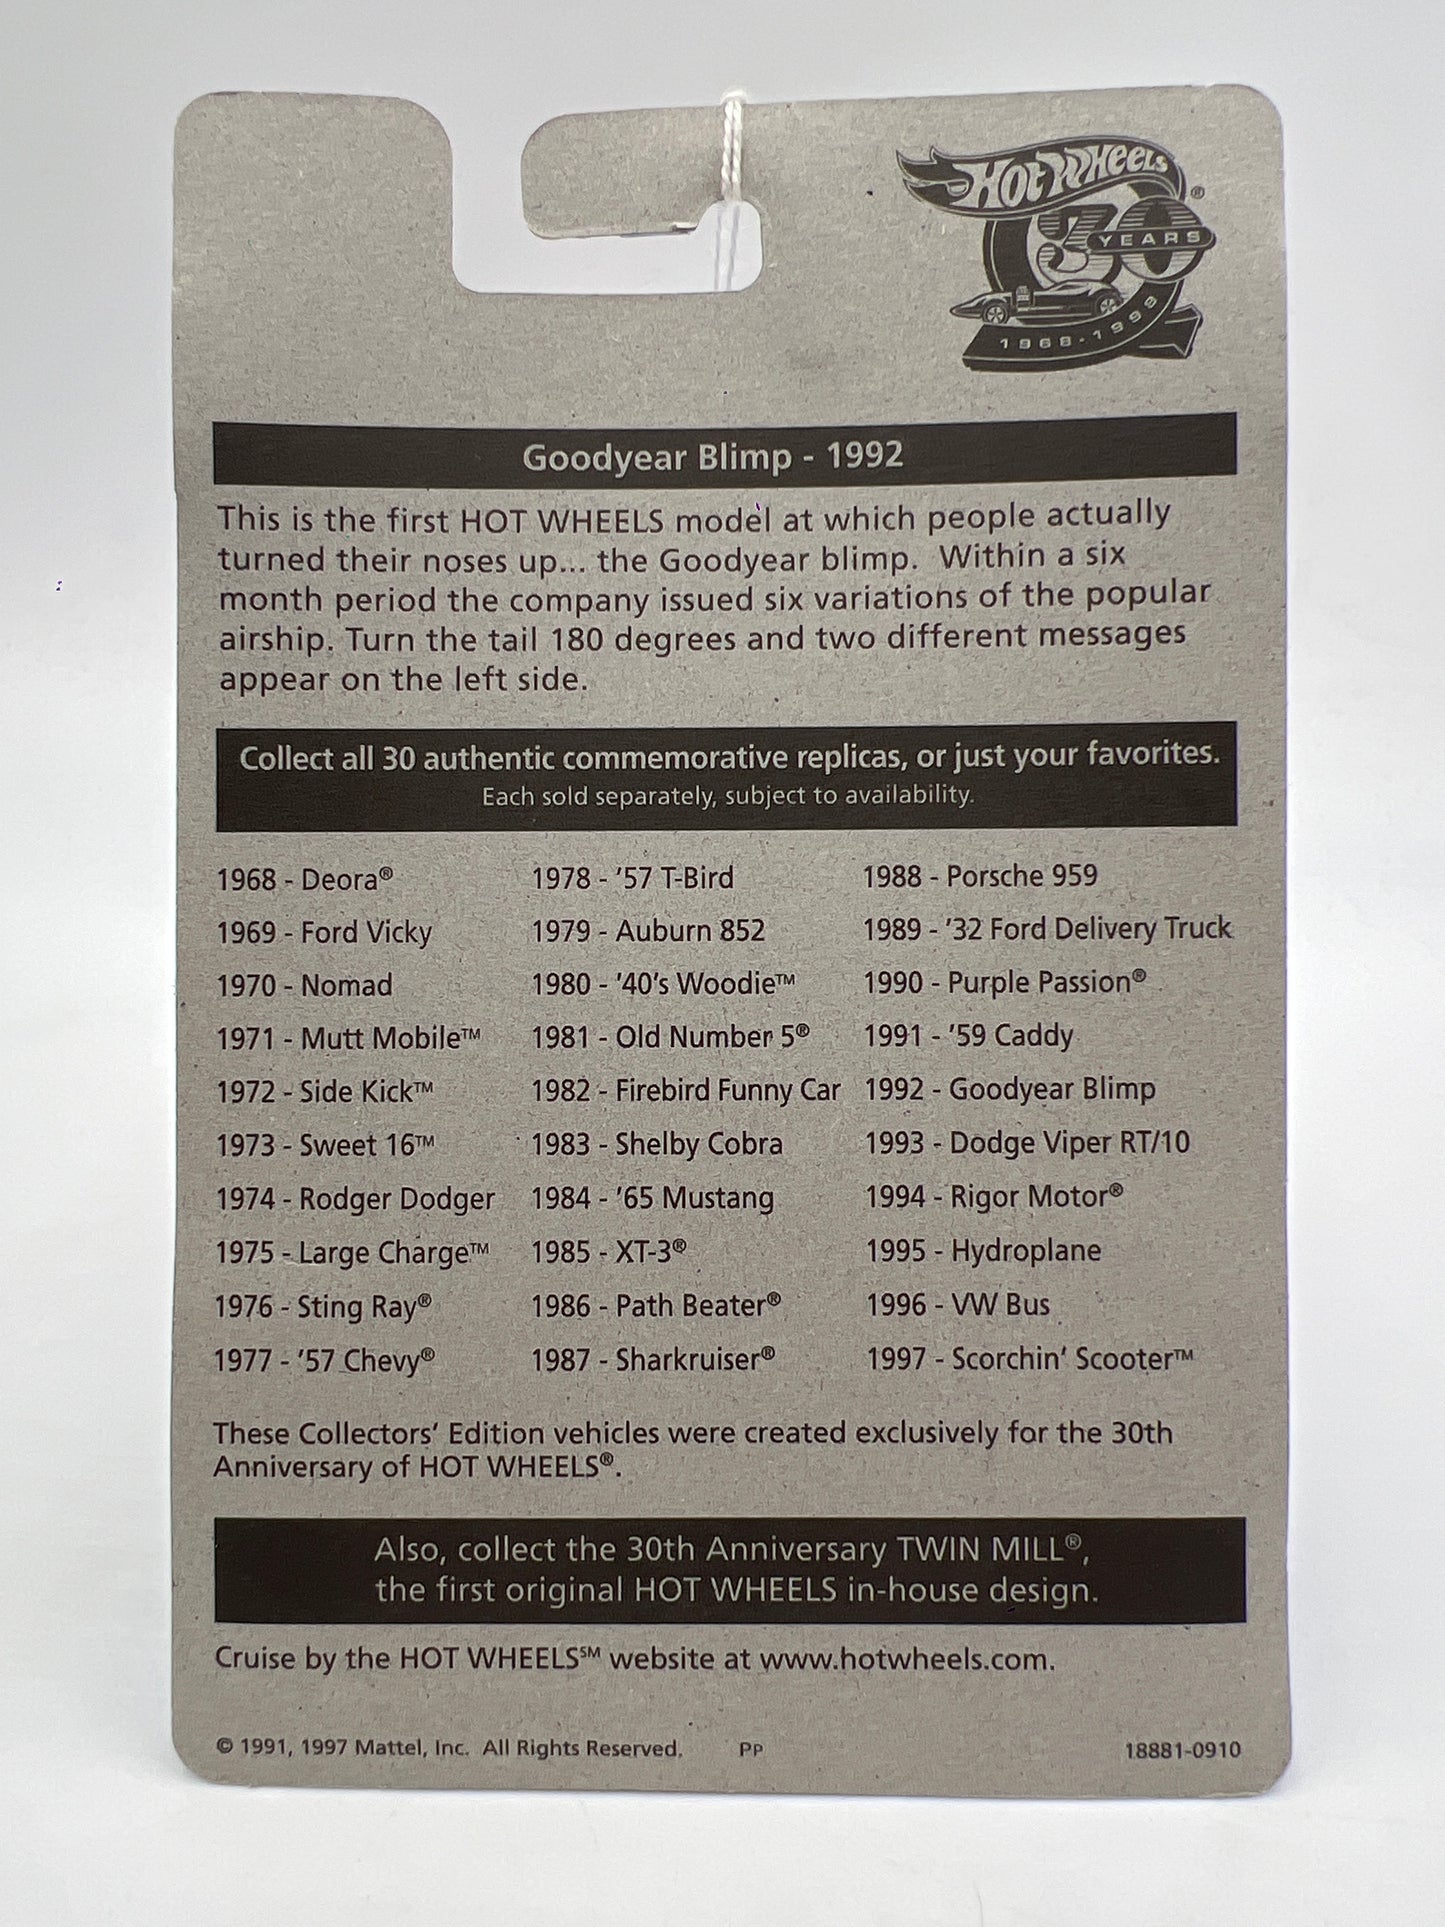 HOT WHEELS®
30
YEARS
1968-1998
Goodyear Blimp - 1992
This is the first HOT WHEELS model at which people actually
turned their noses up... the Goodyear blimp. Within a six
month period the company issued six variations of the popular
airship. Turn the tail 180 degrees and two different messages
appear on the left side.
Collect all 30 authentic commemorative replicas, or just your favorites.
Each sold separately, subject to availability.
1968 - Deora®
1969 - Ford Vicky
1970 - Nomad
1971 - Mutt Mobile™
1972 - Side Kick™
1973 - Sweet 16™
1974 - Rodger Dodger
1975 - Large Charge™
1976 - Sting Ray®
1977 - '57 Chevy®
1978 - '57 T-Bird
1979 - Auburn 852
1980 - '40's Woodie™
1981 - Old Number 5®
1982 - Firebird Funny Car
1983 - Shelby Cobra
1984 - '65 Mustang
1985 - XT-3®
1986 - Path Beater®
1987 - Sharkruiser®
1988 - Porsche 959
1989 - '32 Ford Delivery Truck
1990 - Purple Passion®
1991 - '59 Caddy
1992 - Goodyear Blimp
1993 - Dodge Viper RT/10
1994 - Rigor Motor®
1995 - Hydroplane
1996 - VW Bus
1997 - Scorchin' Scooter™
These Collectors' Edition vehicles were created exclusively for the 30th
Anniversary of HOT WHEELS®.
Also, collect the 30th Anniversary TWIN MILL®,
the first original HOT WHEELS in-house design.
Cruise by the HOT WHEELS℠ website at www.hotwheels.com.
© 1991, 1997 Mattel, Inc. All Rights Reserved. PP 18881-0910